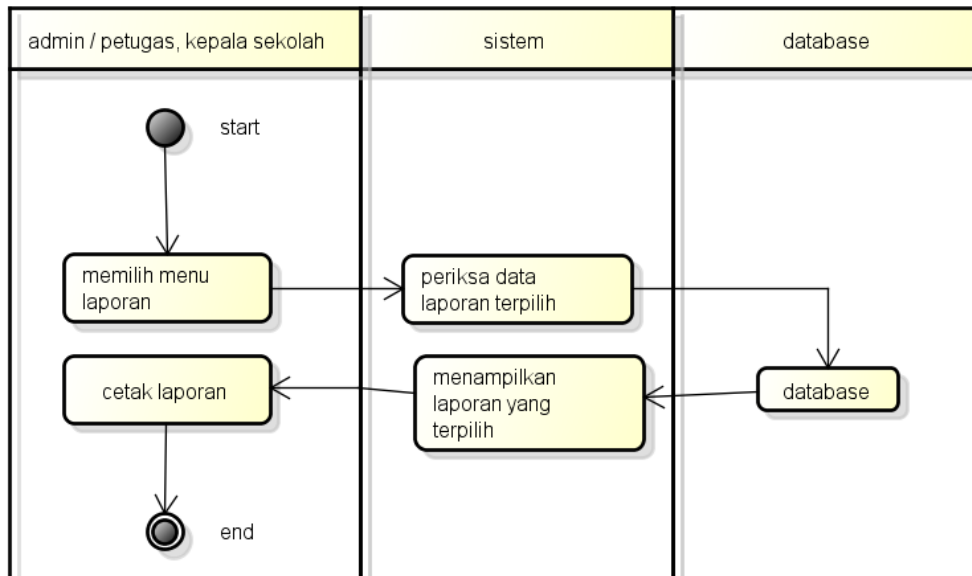 admin / petugas, kepala sekolah
sistem
database
start
memilih menu
laporan
periksa data
laporan terpilih
cetak laporan
menampilkan
laporan yang
terpilih
database
end